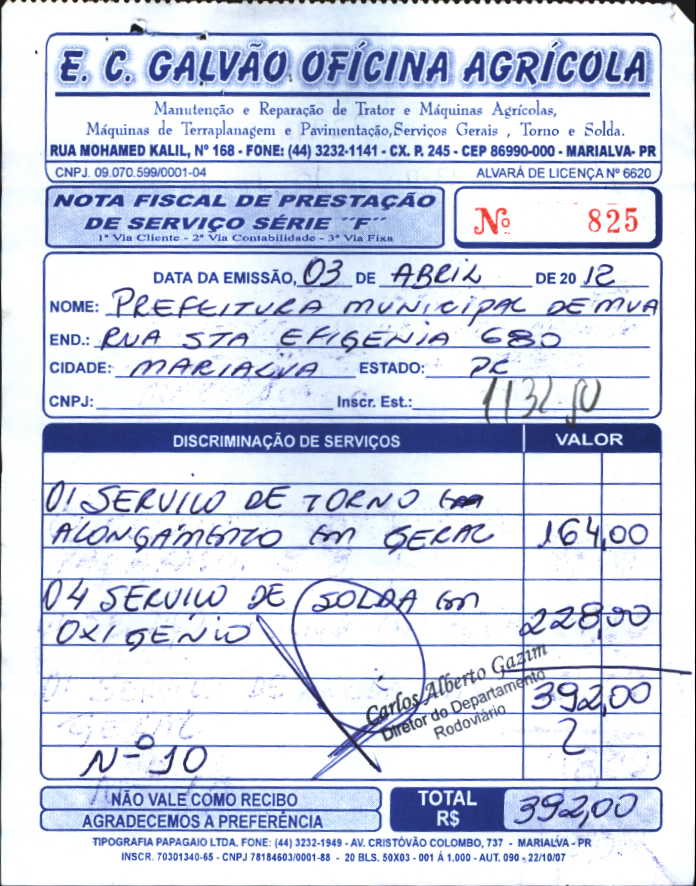 E. C. GALVÃO OFÍCINA AGRÍCOLA
Manutenção e Reparação de Trator e Máquinas Agrícolas,
Máquinas de Terraplanagem e Pavimentação,Serviços Gerais , Torno e Solda.
RUA MOHAMED KALIL, Nº 168 - FONE: (44) 3232-1141 - CX. P. 245 - CEP 86990-000 - MARIALVA- PR
CNPJ. 09.070.599/0001-04 ALVARÁ DE LICENÇA Nº 6620
NOTA FISCAL DE PRESTAÇÃO
DE SERVIÇO SÉRIE ´´F´´
1ª Via Cliente - 2ª Via Contabilidade - 3ª Via Fixa
Nº 825
DATA DA EMISSÃO, 03 DE ABRIL DE 2012
NOME: PREFEITURA MUNICIPAL DE MVA
END.: RUA STA EFIGENIA 680
CIDADE: MARIALVA ESTADO: PR
CNPJ: Inscr. Est.:
DISCRIMINAÇÃO DE SERVIÇOS VALOR
01 SERVIÇO DE TORNO
ALONGAMENTO EM GERAL 164,00
04 SERVIÇO DE SOLDA EM
OXIGENIO 228,00
Carlos Alberto Gazim
Diretor do Departamento
Rodoviário
392,00
Nº 10
NÃO VALE COMO RECIBO
AGRADECEMOS A PREFERÊNCIA
TOTAL
R$ 392,00
TIPOGRAFIA PAPAGAIO LTDA. FONE: (44) 3232-1949 - AV. CRISTÓVÃO COLOMBO, 737 - MARIALVA - PR
INSCR. 70301340-65 - CNPJ 78184603/0001-88 - 20 BLS. 50X03 - 001 Á 1.000 - AUT. 090 - 22/10/07